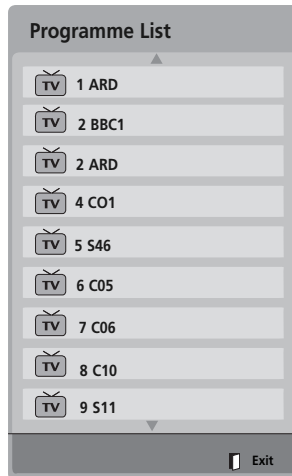 Programme List
TV 1 ARD
TV 2 BBC1
TV 2 ARD
TV 4 CO1
TV 5 S46
TV 6 C05
TV 7 C06
TV 8 C10
TV 9 S11
Exit